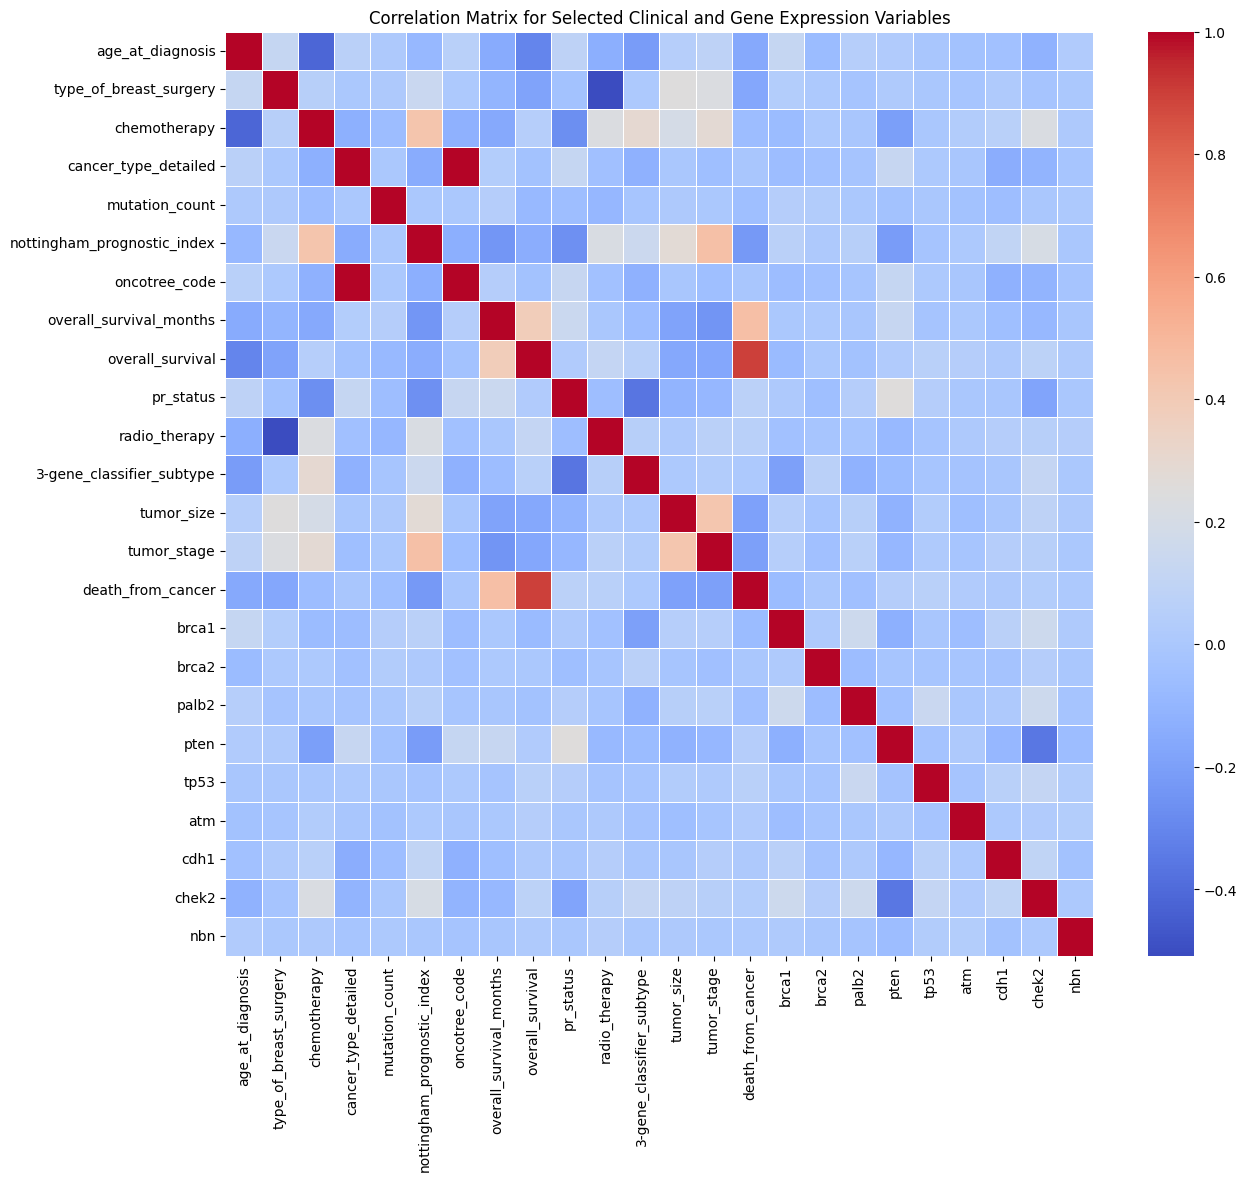 Correlation Matrix for Selected Clinical and Gene Expression Variables
age_at_diagnosis
type_of_breast_surgery
chemotherapy
cancer_type_detailed
mutation_count
nottingham_prognostic_index
oncotree_code
overall_survival_months
overall_survival
pr_status
radio_therapy
3-gene_classifier_subtype
tumor_size
tumor_stage
death_from_cancer
brca1
brca2
palb2
pten
tp53
atm
cdh1
chek2
nbn
age_at_diagnosis
type_of_breast_surgery
chemotherapy
cancer_type_detailed
mutation_count
nottingham_prognostic_index
oncotree_code
overall_survival_months
overall_survival
pr_status
radio_therapy
3-gene_classifier_subtype
tumor_size
tumor_stage
death_from_cancer
brca1
brca2
palb2
pten
tp53
atm
cdh1
chek2
nbn
1.0
0.8
0.6
0.4
0.2
0.0
−0.2
−0.4